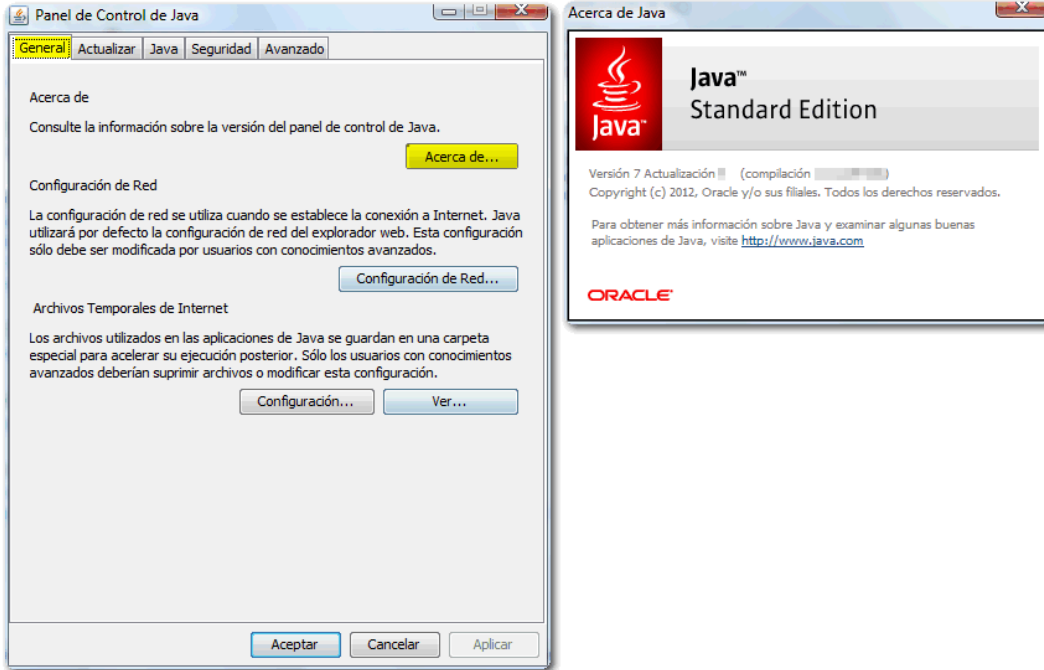 Panel de Control de Java
General
Actualizar
Java
Seguridad
Avanzado
Acerca de
Consulte la información sobre la versión del panel de control de Java.
Acerca de...
Configuración de Red
La configuración de red se utiliza cuando se establece la conexión a Internet. Java
utilizará por defecto la configuración de red del explorador web. Esta configuración
sólo debe ser modificada por usuarios con conocimientos avanzados.
Configuración de Red...
Archivos Temporales de Internet
Los archivos utilizados en las aplicaciones de Java se guardan en una carpeta
especial para acelerar su ejecución posterior. Sólo los usuarios con conocimientos
avanzados deberían suprimir archivos o modificar esta configuración.
Configuración...
Ver...
Aceptar
Cancelar
Aplicar
Acerca de Java
Java™
Java™
Standard Edition
Versión 7 Actualización (compilación )
Copyright (c) 2012, Oracle y/o sus filiales. Todos los derechos reservados.
Para obtener más información sobre Java y examinar algunas buenas
aplicaciones de Java, visite http://www.java.com
ORACLE